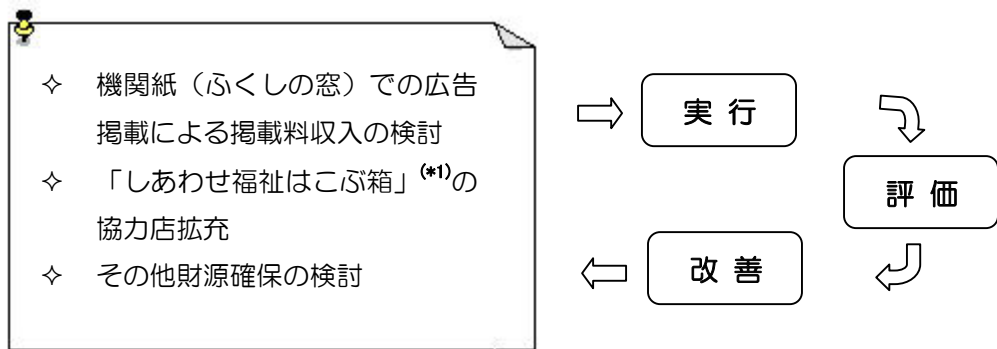 ✧ 機関紙(ふくしの窓)での広告
掲載による掲載料収入の検討
✧ 「しあわせ福祉はこぶ箱」(*1)の
協力店拡充
✧ その他財源確保の検討
実 行
評 価
改 善